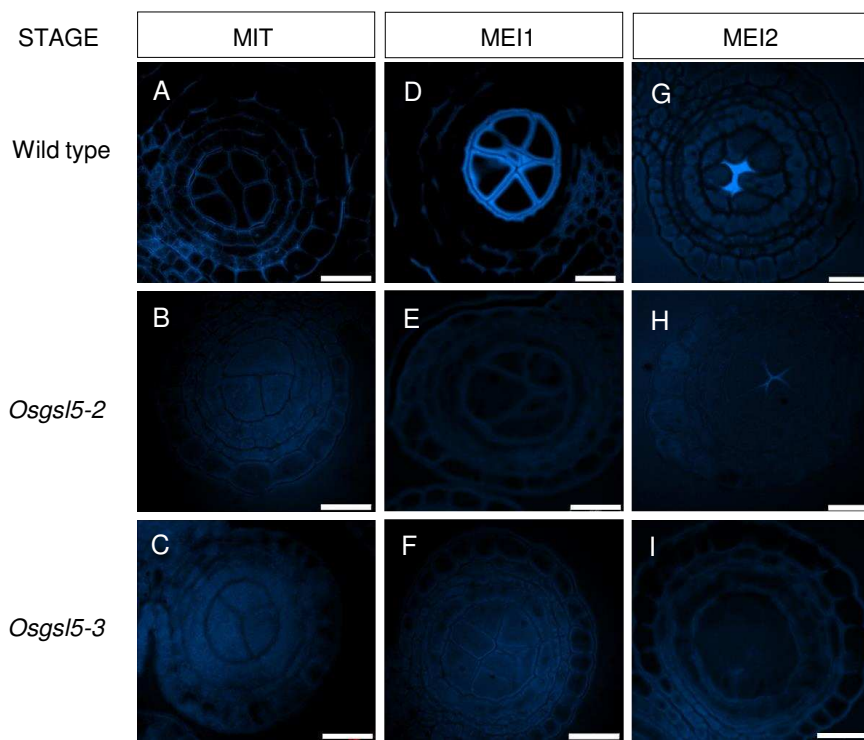 STAGE MIT MEI1 MEI2
Wild type A D G
Osgsl5-2 B E H
Osgsl5-3 C F I